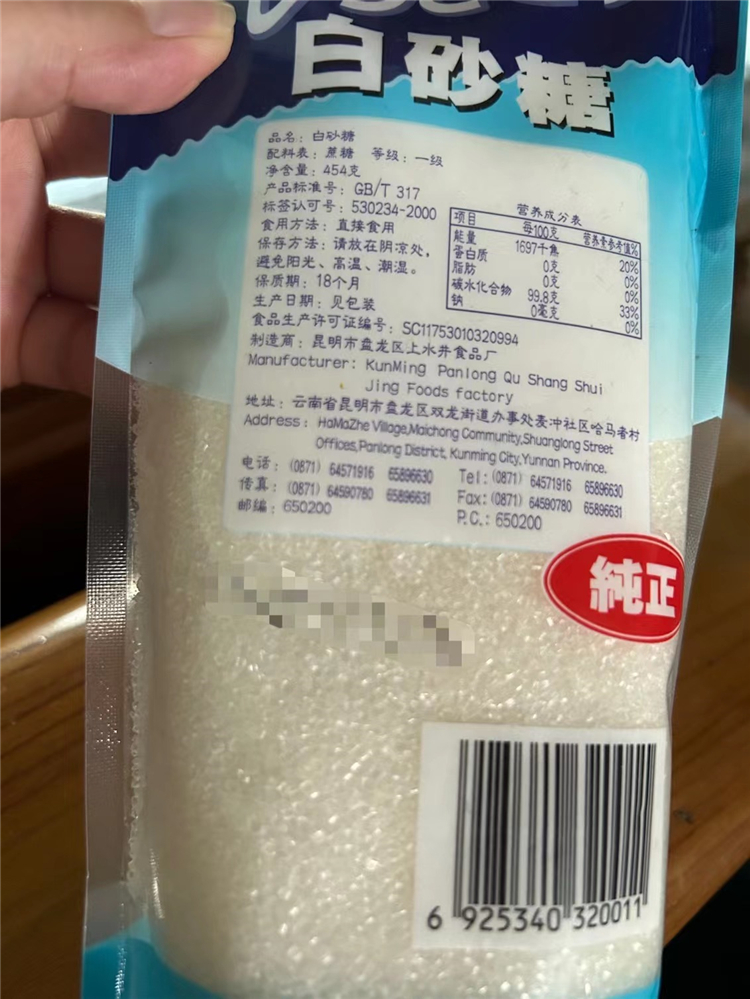 白砂糖
品名：白砂糖
配料表：蔗糖 等级：一级
净含量：454克
产品标准号：GB/T 317
标签认可号：530234-2000
食用方法：直接食用
保存方法：请放在阴凉处，
避免阳光、高温、潮湿。
保质期：18个月
生产日期：见包装
食品生产许可证编号：SC11753010320994
制造商：昆明市盘龙区上水井食品厂
Manufacturer: KunMing Panlong Qu Shang Shui
Jing Foods factory
地址：云南省昆明市盘龙区双龙街道办事处麦冲社区哈马者村
Address: HaMaZhe Village,Maichong Community,Shuanglong Street
Offices,Panlong District, Kunming City,Yunnan Province.
电话：(0871) 64571916 65896630 Tel:(0871) 64571916 65896630
传真：(0871) 64590780 65896631 Fax:(0871) 64590780 65896631
邮编：650200 P.C.: 650200
营养成分表
项目 每100克 营养素参考值%
能量 1697千焦 20%
蛋白质 0克 0%
脂肪 0克 0%
碳水化合物 99.8克 33%
钠 0毫克 0%
純正
6 925340 320011